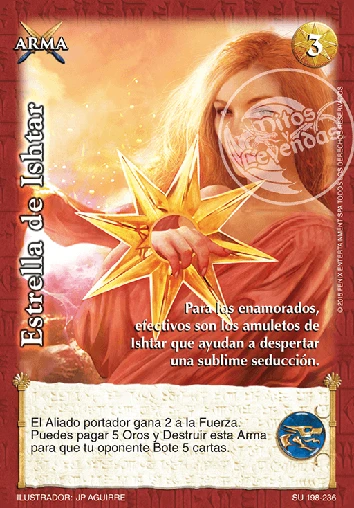 ARMA
3
Mitos y Leyendas
Estrella de Ishtar
Para los enamorados,
efectivos son los amuletos de
Ishtar que ayudan a despertar
una sublime seducción.
El Aliado portador gana 2 a la Fuerza.
Puedes pagar 5 Oros y Destruir esta Arma
para que tu oponente Bote 5 cartas.
ILUSTRADOR: JP AGUIRRE
SU 198-236